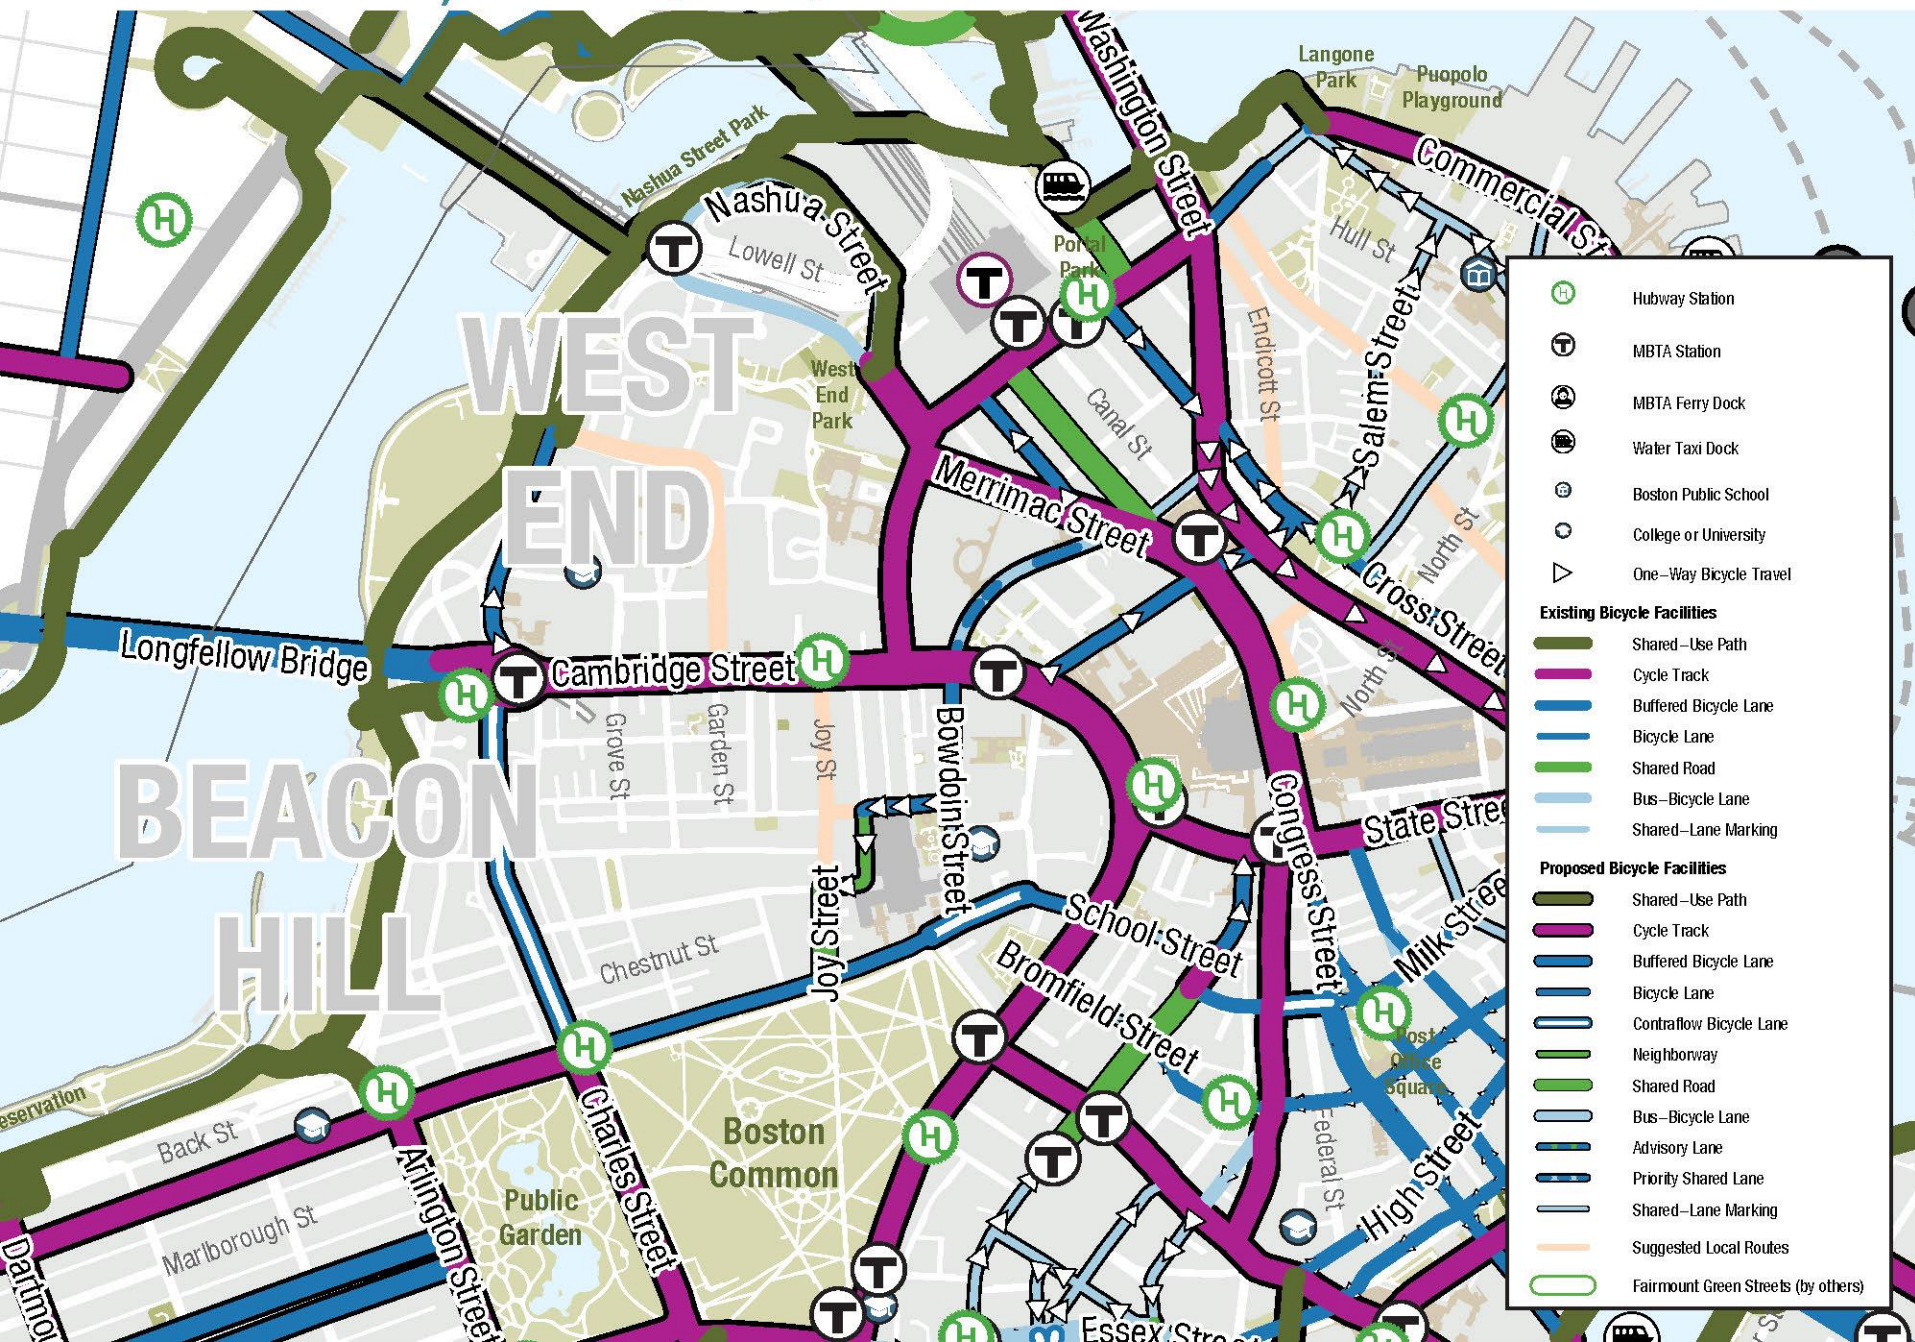 Washington Street
Langone
Park
Puopolo
Playground
Commercial St
Nashua Street Park
Nashua Street
Lowell St
Portal
Park
Hull St
Endicott St
Salem Street
WEST
END
West
End
Park
Canal St
Merrimac Street
North St
Cross Street
Longfellow Bridge
Cambridge Street
North St
Grove St
Garden St
Joy St
Bowdoin Street
BEACON
HILL
Congress Street
State Stree
Milk Stree
Joy Street
Chestnut St
School Street
Bromfield Street
Post
Office
Square
eservation
Back St
Marlborough St
Arlington Street
Charles Street
Boston
Common
Public
Garden
Federal St
High Street
Dartmou
Essex Stree
Hubway Station
MBTA Station
MBTA Ferry Dock
Water Taxi Dock
Boston Public School
College or University
One-Way Bicycle Travel
Existing Bicycle Facilities
Shared-Use Path
Cycle Track
Buffered Bicycle Lane
Bicycle Lane
Shared Road
Bus-Bicycle Lane
Shared-Lane Marking
Proposed Bicycle Facilities
Shared-Use Path
Cycle Track
Buffered Bicycle Lane
Bicycle Lane
Contraflow Bicycle Lane
Neighborway
Shared Road
Bus-Bicycle Lane
Advisory Lane
Priority Shared Lane
Shared-Lane Marking
Suggested Local Routes
Fairmount Green Streets (by others)